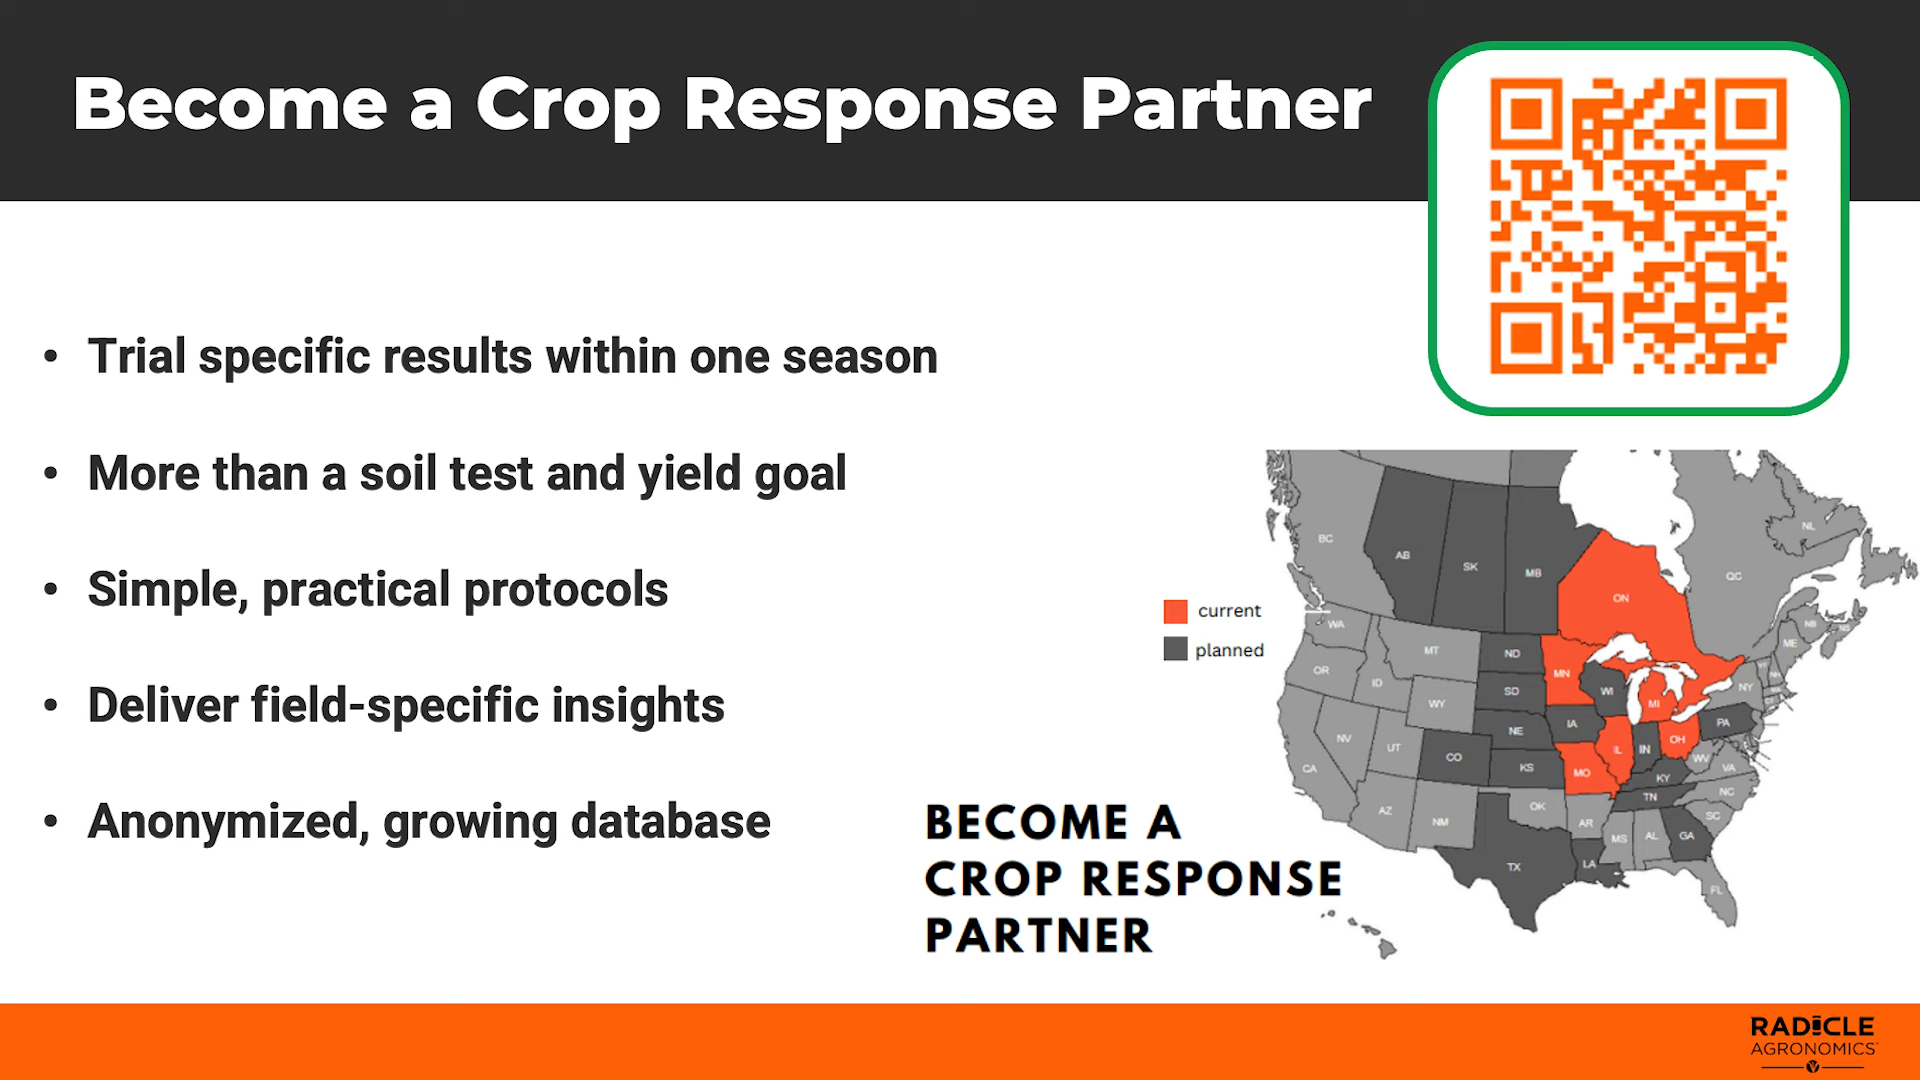 Become a Crop Response Partner
• Trial specific results within one season
• More than a soil test and yield goal
• Simple, practical protocols
• Deliver field-specific insights
• Anonymized, growing database
current
planned
BECOME A
CROP RESPONSE
PARTNER
BC
AB
SK
MB
ON
QC
NL
NB
WA
OR
ID
MT
WY
NV
UT
CA
AZ
NM
CO
ND
SD
NE
KS
OK
TX
MN
WI
IA
MO
IL
IN
MI
OH
KY
TN
AR
LA
MS
AL
GA
FL
SC
NC
VA
WV
PA
NY
ME
RADICLE
AGRONOMICS